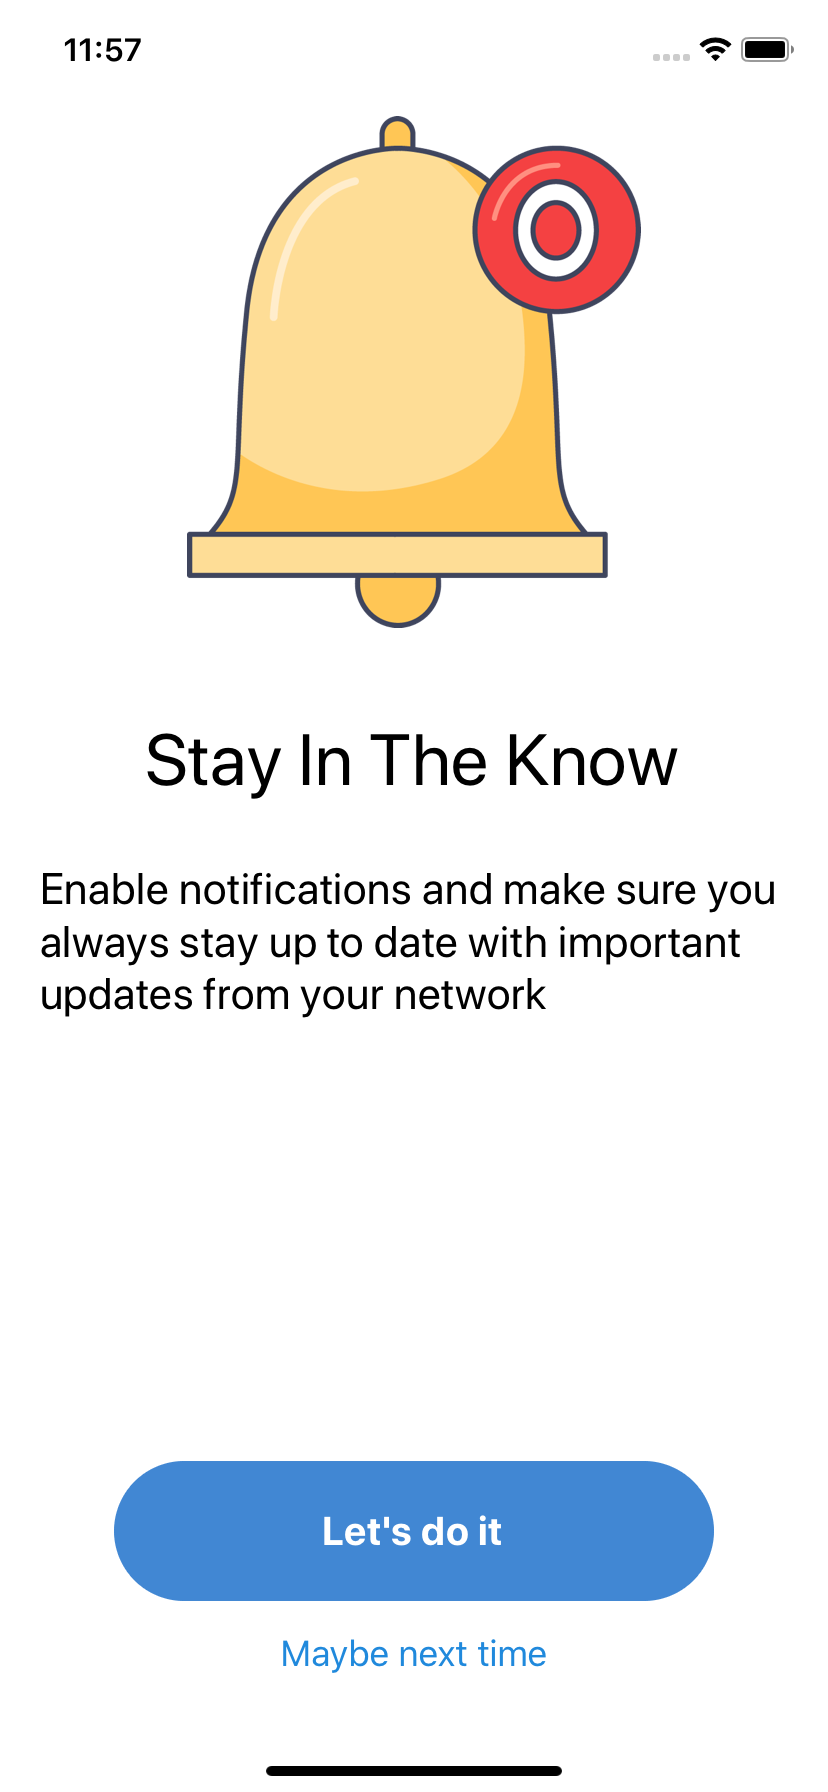 11:57
Stay In The Know
Enable notifications and make sure you
always stay up to date with important
updates from your network
Let's do it
Maybe next time